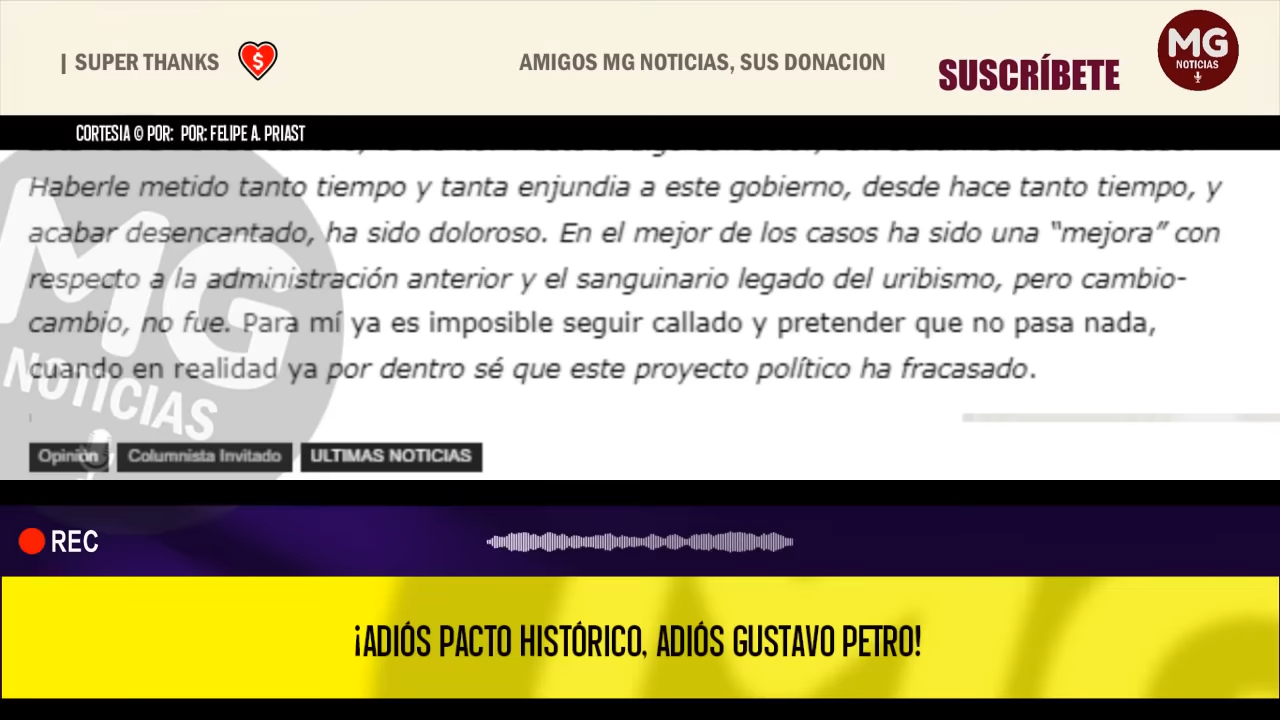 | SUPER THANKS
$
AMIGOS MG NOTICIAS, SUS DONACION
SUSCRÍBETE
MG
NOTICIAS
CORTESIA © POR: POR: FELIPE A. PRIAST
Haberle metido tanto tiempo y tanta enjundia a este gobierno, desde hace tanto tiempo, y
acabar desencantado, ha sido doloroso. En el mejor de los casos ha sido una “mejora” con
respecto a la administración anterior y el sanguinario legado del uribismo, pero cambio-
cambio, no fue. Para mí ya es imposible seguir callado y pretender que no pasa nada,
cuando en realidad ya por dentro sé que este proyecto político ha fracasado.
MG
NOTICIAS
Opinión Columnista Invitado ULTIMAS NOTICIAS
REC
¡ADIÓS PACTO HISTÓRICO, ADIÓS GUSTAVO PETRO!